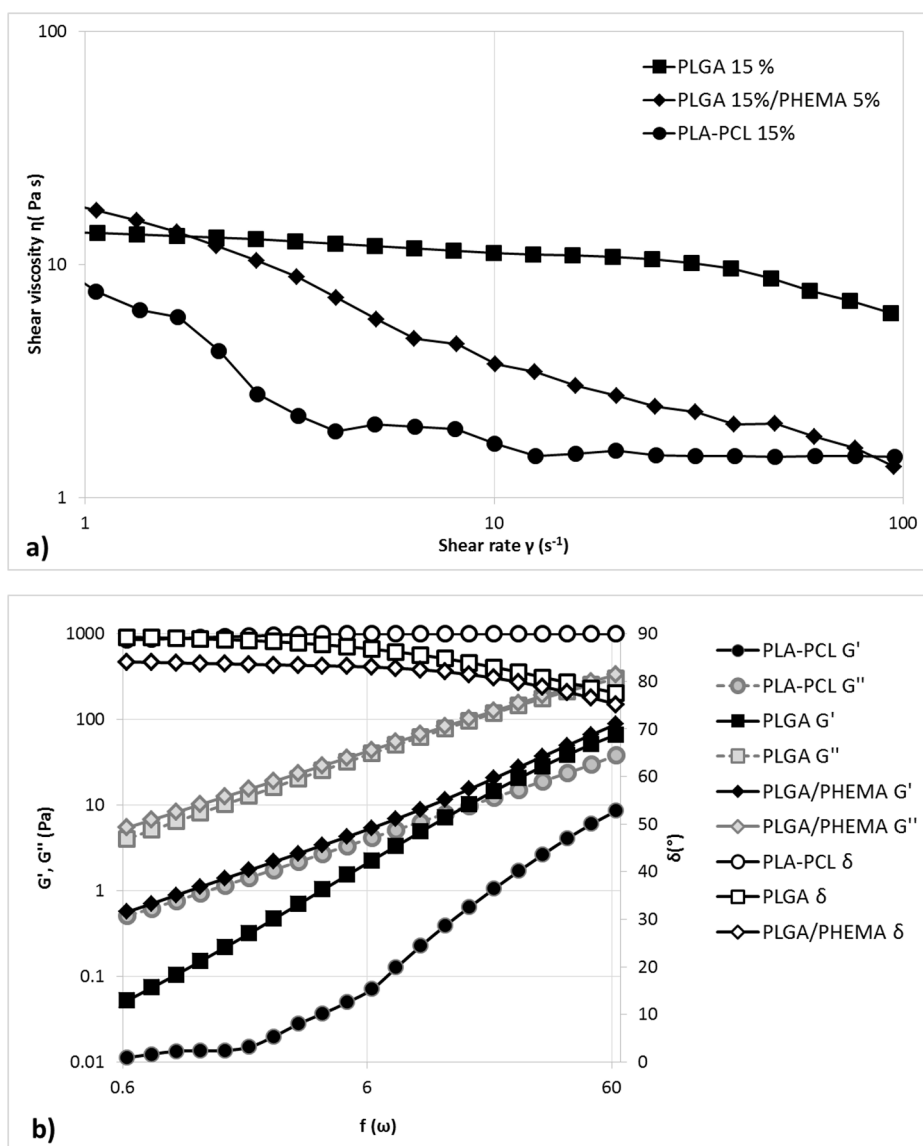 100
10
1
1
10
100
Shear viscosity η( Pa s)
Shear rate γ (s-1)
PLGA 15 %
PLGA 15%/PHEMA 5%
PLA-PCL 15%
a)
1000
100
10
1
0.1
0.01
G', G'' (Pa)
0.6
6
60
f (ω)
90
80
70
60
50
40
30
20
10
0
δ(°)
PLA-PCL G'
PLA-PCL G''
PLGA G'
PLGA G''
PLGA/PHEMA G'
PLGA/PHEMA G''
PLA-PCL δ
PLGA δ
PLGA/PHEMA δ
b)